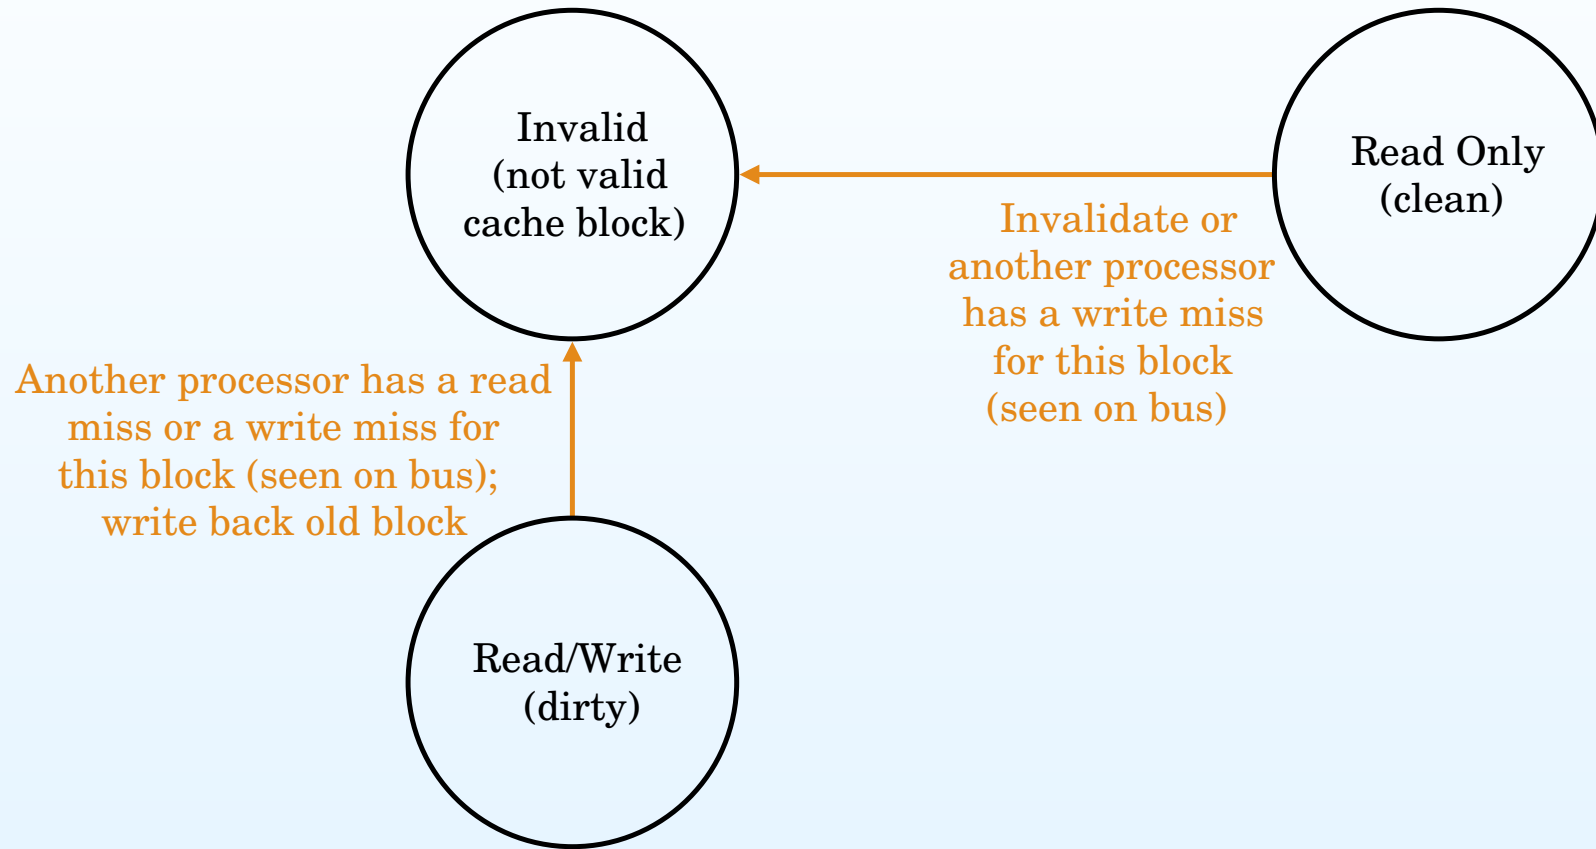 Invalid
(not valid
cache block)
Read Only
(clean)
Invalidate or
another processor
has a write miss
for this block
(seen on bus)
Another processor has a read
miss or a write miss for
this block (seen on bus);
write back old block
Read/Write
(dirty)